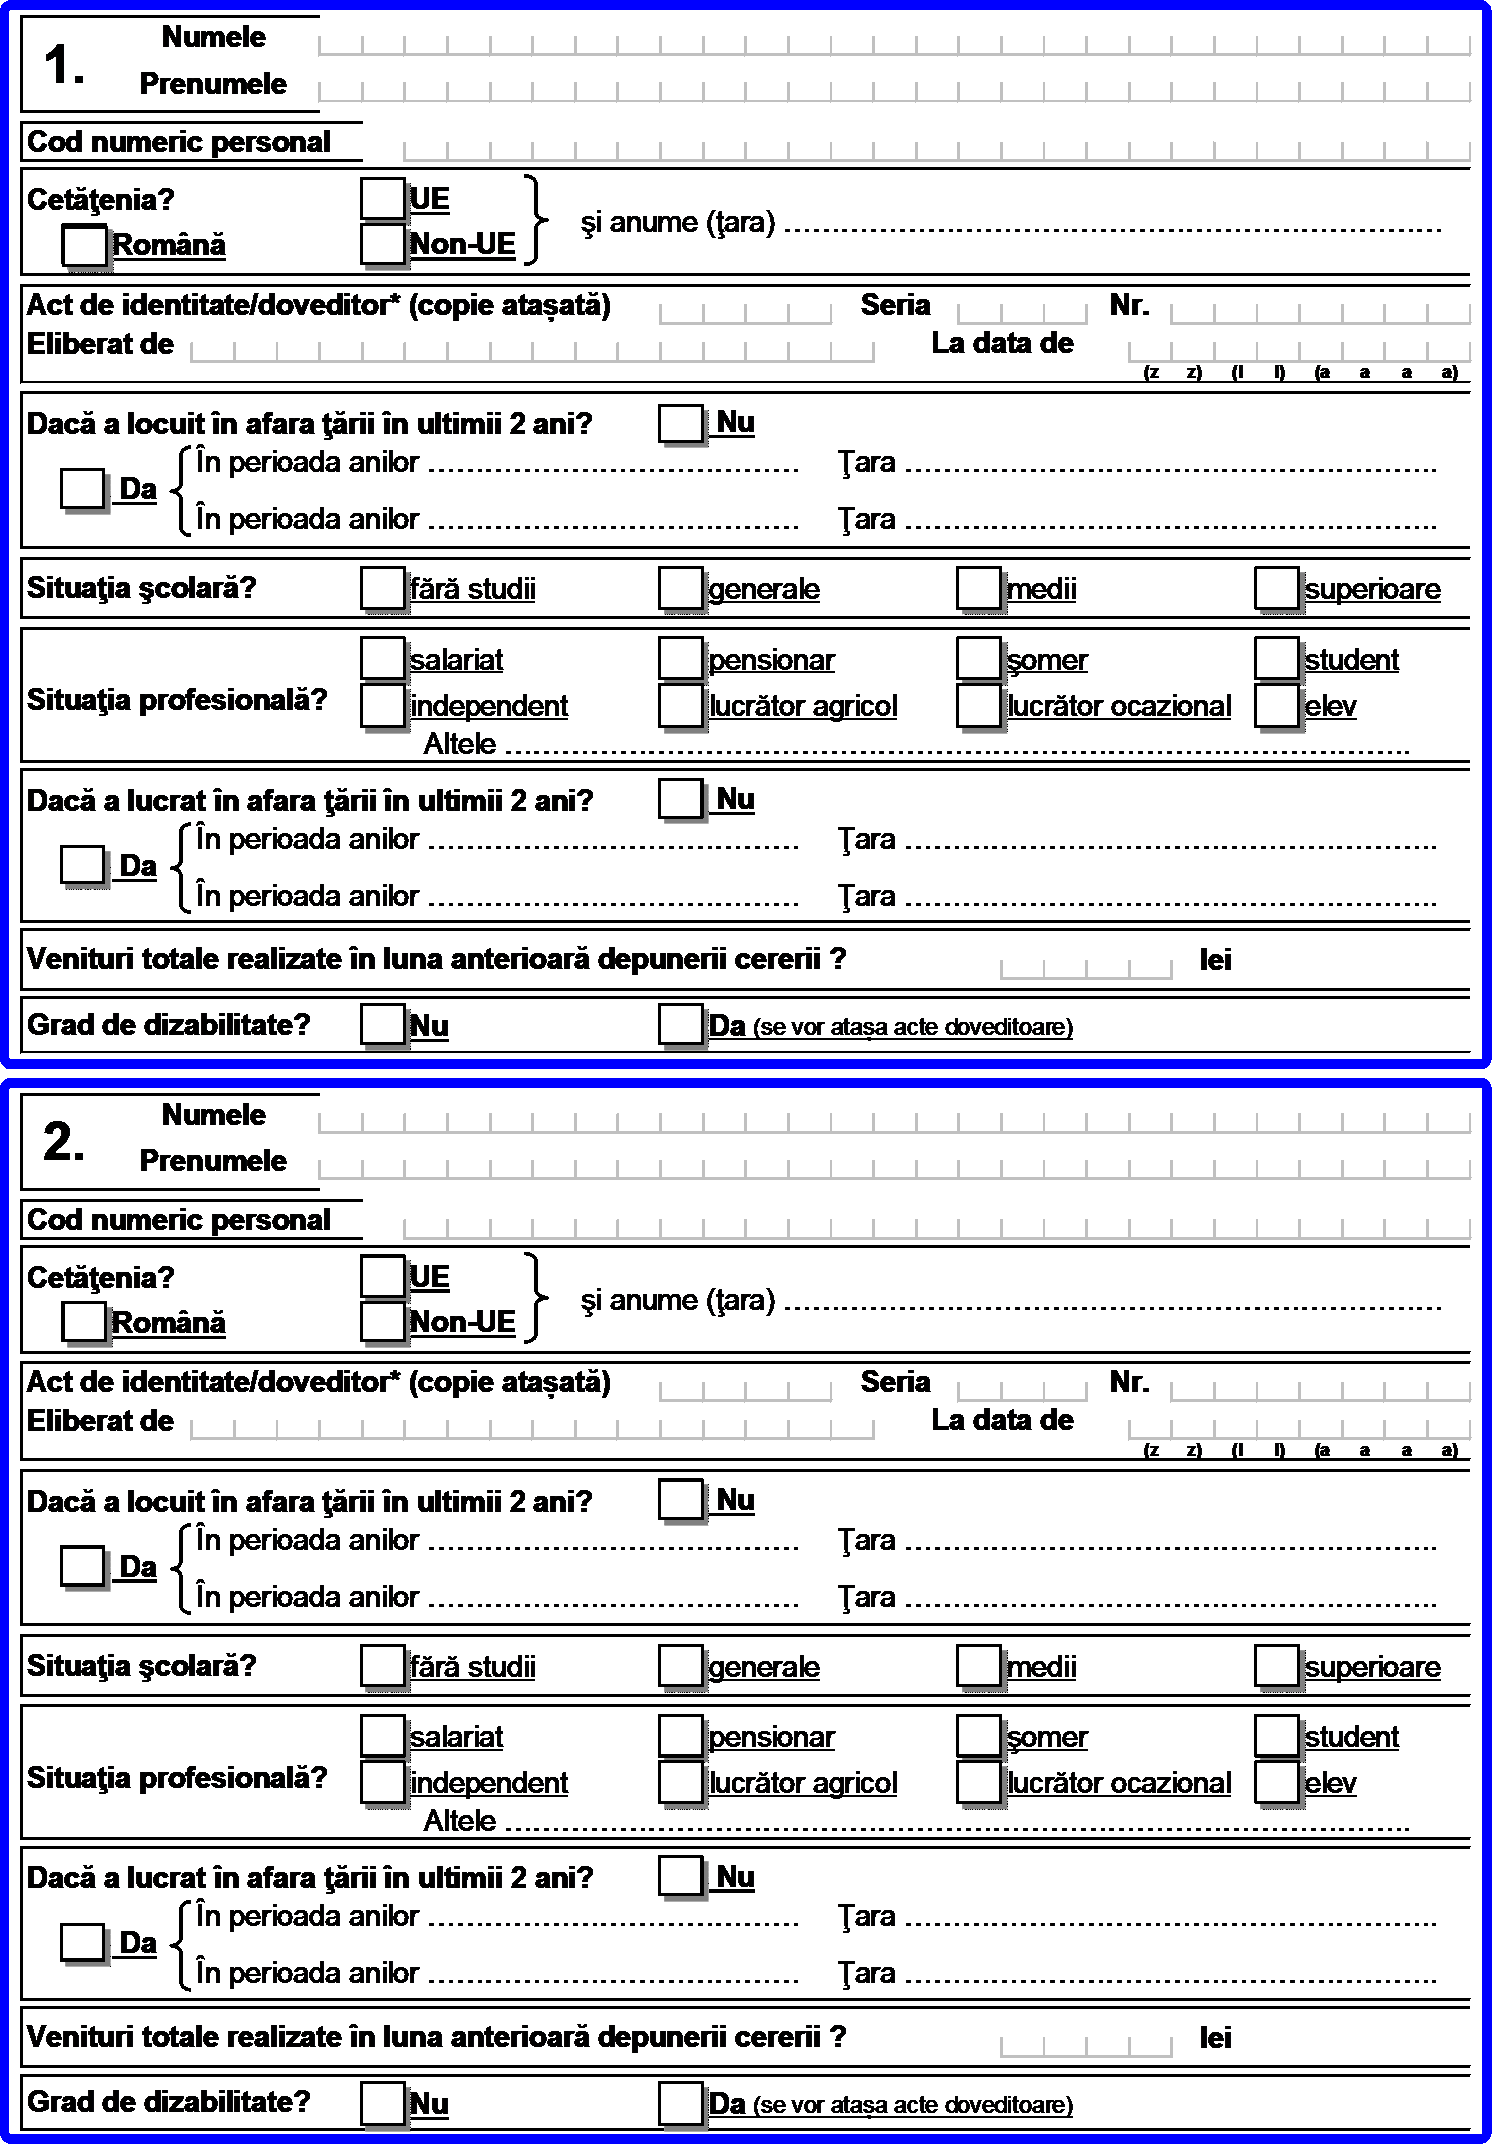 1. Numele
Prenumele
Cod numeric personal
Cetăţenia? UE
Română Non-UE şi anume (ţara) ........................................................................
Act de identitate/doveditor* (copie atașată) Seria Nr.
Eliberat de La data de
(z z) (l l) (a a a a)
Dacă a locuit în afara ţării în ultimii 2 ani? Nu
În perioada anilor ........................................ Ţara ..........................................................
Da
În perioada anilor ........................................ Ţara ..........................................................
Situaţia şcolară? fără studii generale medii superioare
salariat pensionar şomer student
Situaţia profesională? independent lucrător agricol lucrător ocazional elev
Altele ....................................................................................................
Dacă a lucrat în afara ţării în ultimii 2 ani? Nu
În perioada anilor ........................................ Ţara ..........................................................
Da
În perioada anilor ........................................ Ţara ..........................................................
Venituri totale realizate în luna anterioară depunerii cererii ? lei
Grad de dizabilitate? Nu Da (se vor atașa acte doveditoare)
2. Numele
Prenumele
Cod numeric personal
Cetăţenia? UE
Română Non-UE şi anume (ţara) ........................................................................
Act de identitate/doveditor* (copie atașată) Seria Nr.
Eliberat de La data de
(z z) (l l) (a a a a)
Dacă a locuit în afara ţării în ultimii 2 ani? Nu
În perioada anilor ........................................ Ţara ..........................................................
Da
În perioada anilor ........................................ Ţara ..........................................................
Situaţia şcolară? fără studii generale medii superioare
salariat pensionar şomer student
Situaţia profesională? independent lucrător agricol lucrător ocazional elev
Altele ....................................................................................................
Dacă a lucrat în afara ţării în ultimii 2 ani? Nu
În perioada anilor ........................................ Ţara ..........................................................
Da
În perioada anilor ........................................ Ţara ..........................................................
Venituri totale realizate în luna anterioară depunerii cererii ? lei
Grad de dizabilitate? Nu Da (se vor atașa acte doveditoare)